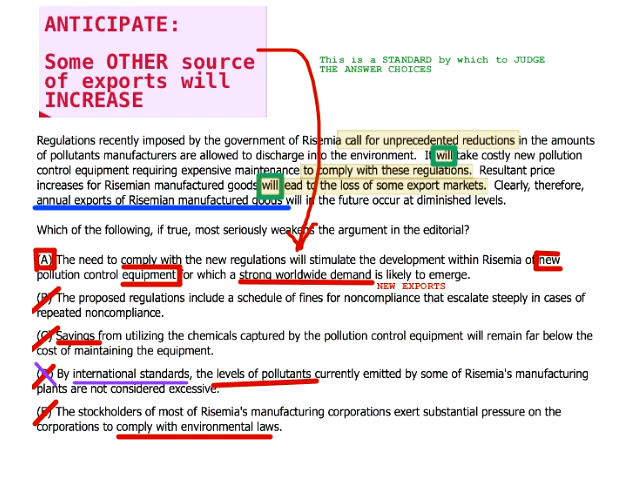 ANTICIPATE:
Some OTHER source
of exports will
INCREASE
This is a STANDARD by which to JUDGE
THE ANSWER CHOICES
Regulations recently imposed by the government of Risemia call for unprecedented reductions in the amounts
of pollutants manufacturers are allowed to discharge into the environment. It will take costly new pollution
control equipment requiring expensive maintenance to comply with these regulations. Resultant price
increases for Risemian manufactured goods will lead to the loss of some export markets. Clearly, therefore,
annual exports of Risemian manufactured goods will in the future occur at diminished levels.
Which of the following, if true, most seriously weakens the argument in the editorial?
(A) The need to comply with the new regulations will stimulate the development within Risemia of new
pollution control equipment for which a strong worldwide demand is likely to emerge.
NEW EXPORTS
(B) The proposed regulations include a schedule of fines for noncompliance that escalate steeply in cases of
repeated noncompliance.
(C) Savings from utilizing the chemicals captured by the pollution control equipment will remain far below the
cost of maintaining the equipment.
(D) By international standards, the levels of pollutants currently emitted by some of Risemia's manufacturing
plants are not considered excessive.
(E) The stockholders of most of Risemia's manufacturing corporations exert substantial pressure on the
corporations to comply with environmental laws.